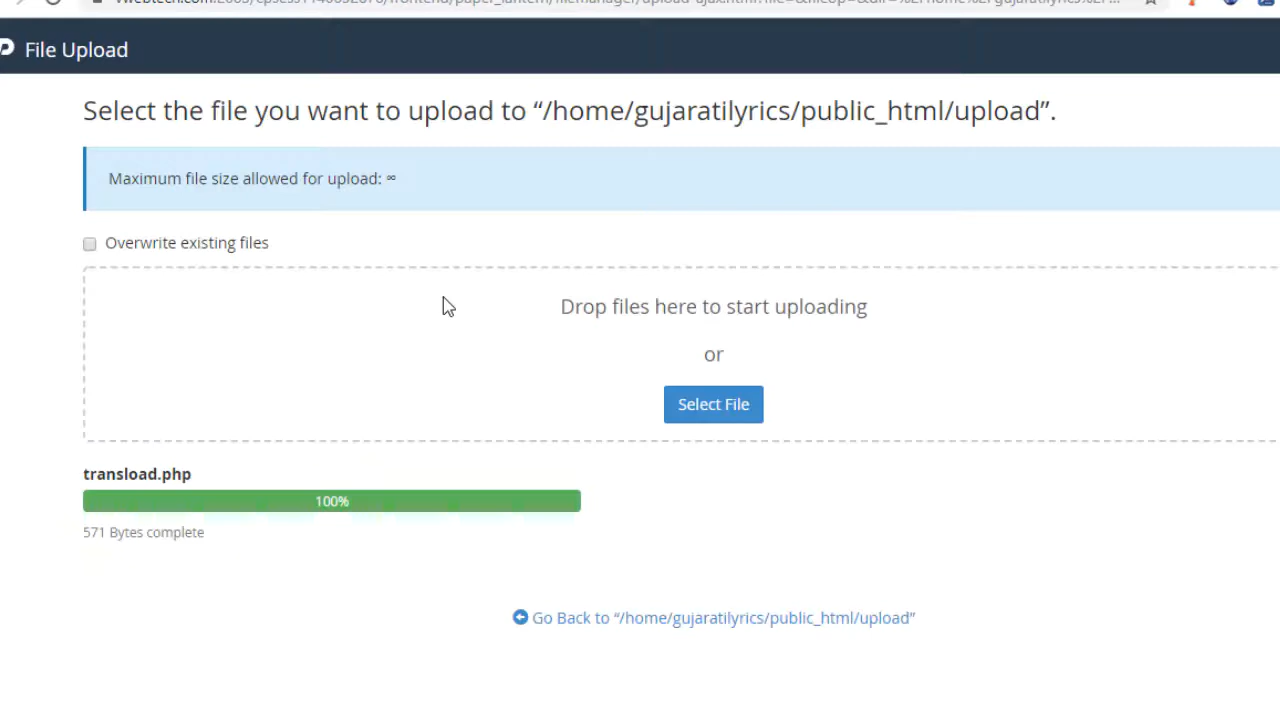 File Upload
Select the file you want to upload to “/home/gujaratilyrics/public_html/upload”.
Maximum file size allowed for upload: ∞
Overwrite existing files
Drop files here to start uploading
or
Select File
transload.php
100%
571 Bytes complete
Go Back to “/home/gujaratilyrics/public_html/upload”